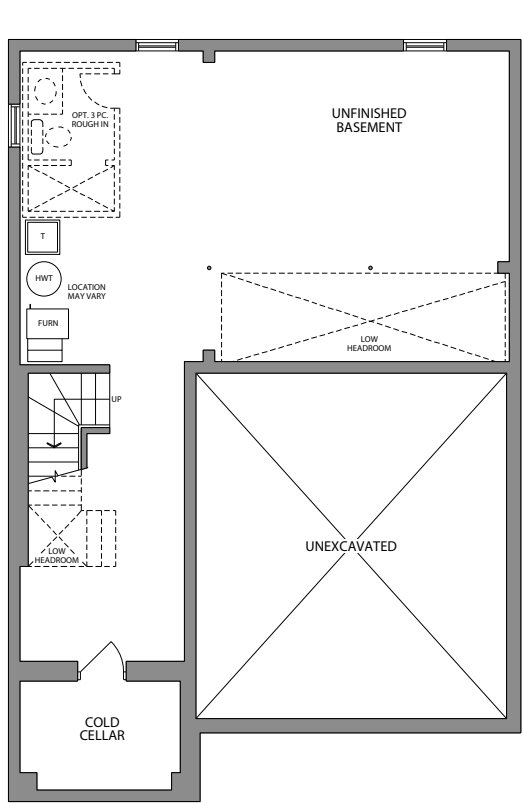 OPT. 3 PC.
ROUGH IN
UNFINISHED
BASEMENT
T
HWT
LOCATION
MAY VARY
FURN
LOW
HEADROOM
UP
LOW
HEADROOM
UNEXCAVATED
COLD
CELLAR